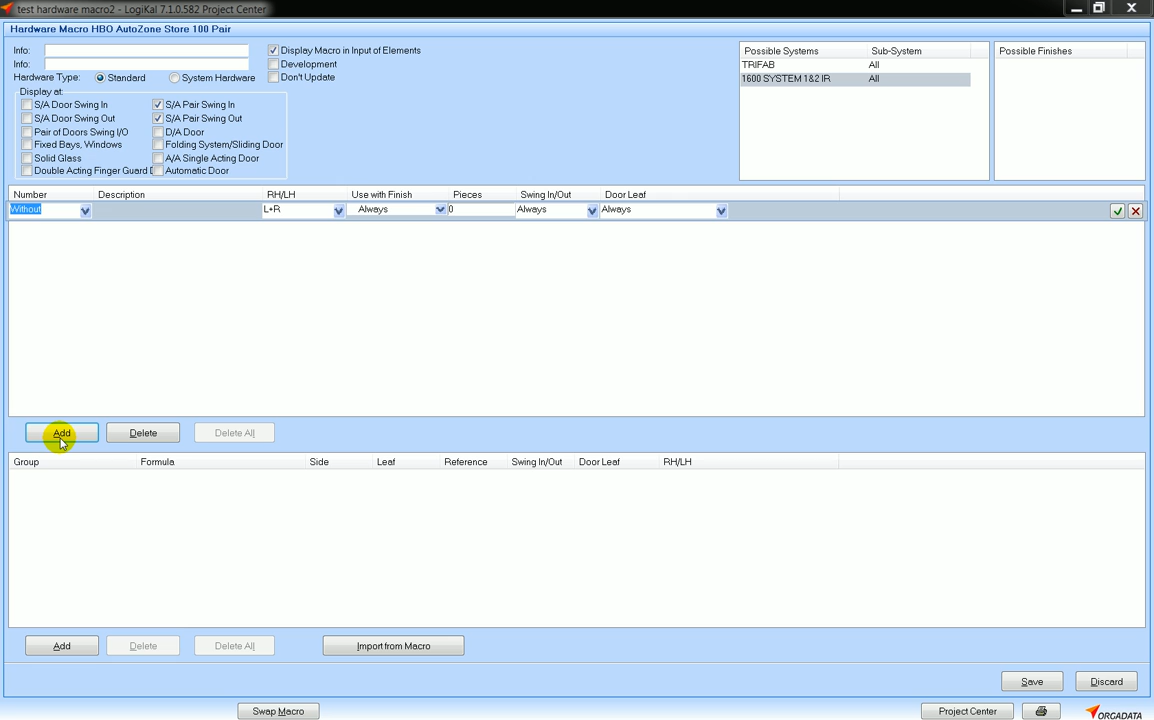 test hardware macro2 - LogiKal 7.1.0.582 Project Center
Hardware Macro HBO AutoZone Store 100 Pair
Info:
Info:
Hardware Type: Standard System Hardware
Display Macro in Input of Elements
Development
Don't Update
Display at:
S/A Door Swing In S/A Pair Swing In
S/A Door Swing Out S/A Pair Swing Out
Pair of Doors Swing I/O D/A Door
Fixed Bays, Windows Folding System/Sliding Door
Solid Glass A/A Single Acting Door
Double Acting Finger Guard D Automatic Door
Possible Systems Sub-System
TRIFAB All
1600 SYSTEM 1&2 IR All
Possible Finishes
Number Description RH/LH Use with Finish Pieces Swing In/Out Door Leaf
Without L+R Always 0 Always Always
Add Delete Delete All
Group Formula Side Leaf Reference Swing In/Out Door Leaf RH/LH
Add Delete Delete All Import from Macro
Save Discard
Swap Macro Project Center ORGADATA